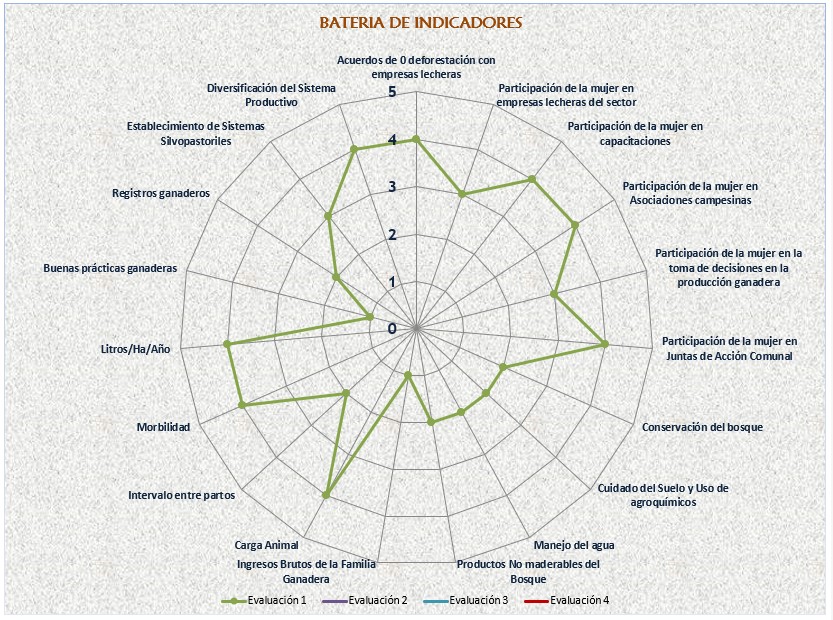 BATERIA DE INDICADORES
Acuerdos de 0 deforestación con
empresas lecheras
Participación de la mujer en
empresas lecheras del sector
Participación de la mujer en
capacitaciones
Participación de la mujer en
Asociaciones campesinas
Participación de la mujer en la
toma de decisiones en la
producción ganadera
Participación de la mujer en
Juntas de Acción Comunal
Conservación del bosque
Cuidado del Suelo y Uso de
agroquímicos
Manejo del agua
Productos No maderables del
Bosque
Ingresos Brutos de la Familia
Ganadera
Carga Animal
Intervalo entre partos
Morbilidad
Litros/Ha/Año
Buenas prácticas ganaderas
Registros ganaderos
Establecimiento de Sistemas
Silvopastoriles
Diversificación del Sistema
Productivo
5
4
3
2
1
0
Evaluación 1 Evaluación 2 Evaluación 3 Evaluación 4